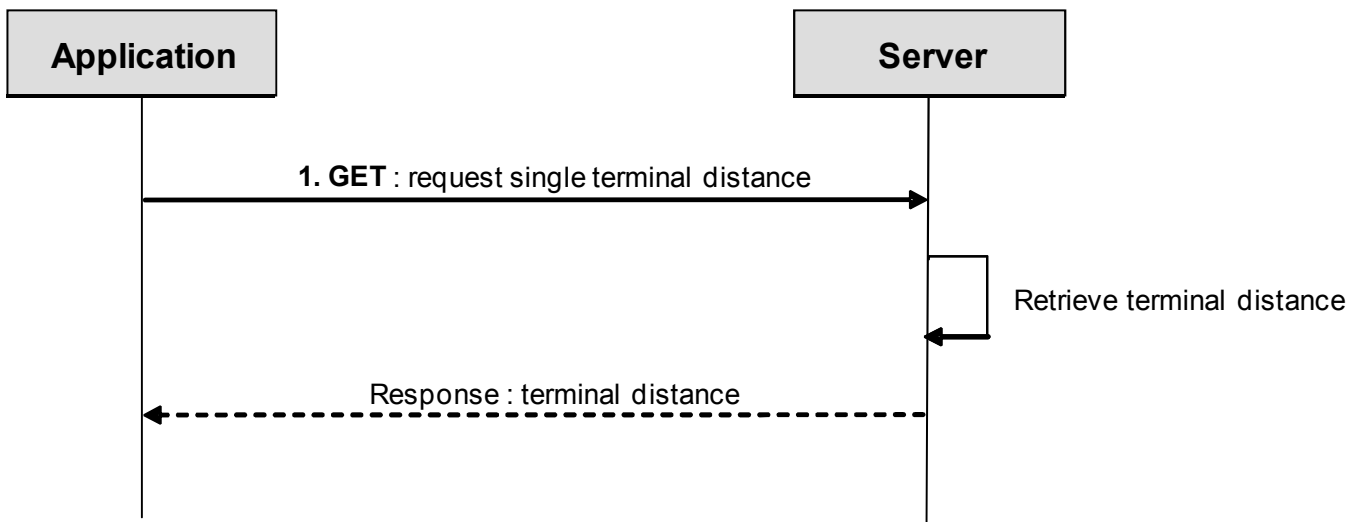 Application
Server
1. GET : request single terminal distance
Retrieve terminal distance
Response : terminal distance